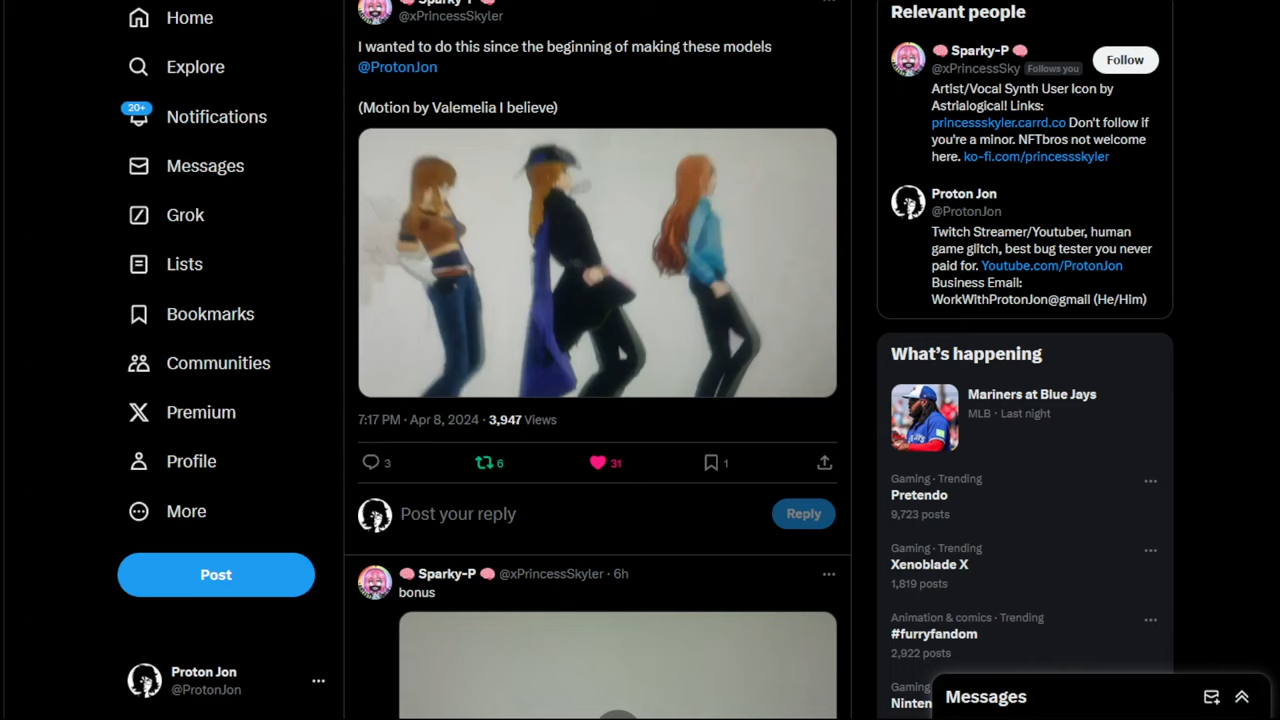 Home
Explore
20+
Notifications
Messages
Grok
Lists
Bookmarks
Communities
Premium
Profile
More
Post
Proton Jon
@ProtonJon
Sparky-P
@xPrincessSkyler
I wanted to do this since the beginning of making these models
@ProtonJon
(Motion by Valemelia I believe)
7:17 PM · Apr 8, 2024 · 3,947 Views
3 6 31 1
Post your reply
Reply
Sparky-P @xPrincessSkyler · 6h
bonus
Relevant people
Sparky-P
@xPrincessSky Follows you
Follow
Artist/Vocal Synth User Icon by
Astrialogical! Links:
princessskyler.carrd.co Don't follow if
you're a minor. NFTbros not welcome
here. ko-fi.com/princessskyler
Proton Jon
@ProtonJon
Twitch Streamer/Youtuber, human
game glitch, best bug tester you never
paid for. Youtube.com/ProtonJon
Business Email:
WorkWithProtonJon@gmail (He/Him)
What's happening
Mariners at Blue Jays
MLB · Last night
Gaming · Trending
Pretendo
9,723 posts
Gaming · Trending
Xenoblade X
1,819 posts
Animation & comics · Trending
#furryfandom
2,922 posts
Gaming
Ninten
Messages